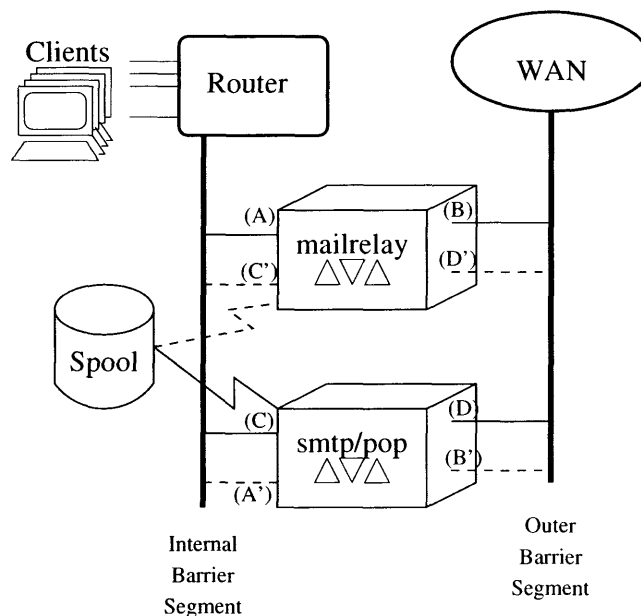 Clients
Router
WAN
(A)
(B)
mailrelay
(C')
(D')
Spool
(C)
(D)
smtp/pop
(A')
(B')
Internal
Barrier
Segment
Outer
Barrier
Segment